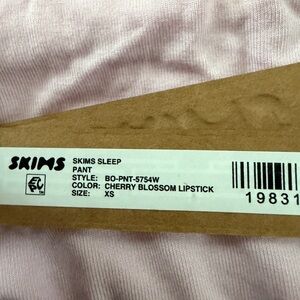 SKIMS
SKIMS SLEEP
PANT
STYLE: BO-PNT-5754W
COLOR: CHERRY BLOSSOM LIPSTICK
SIZE: XS
19831